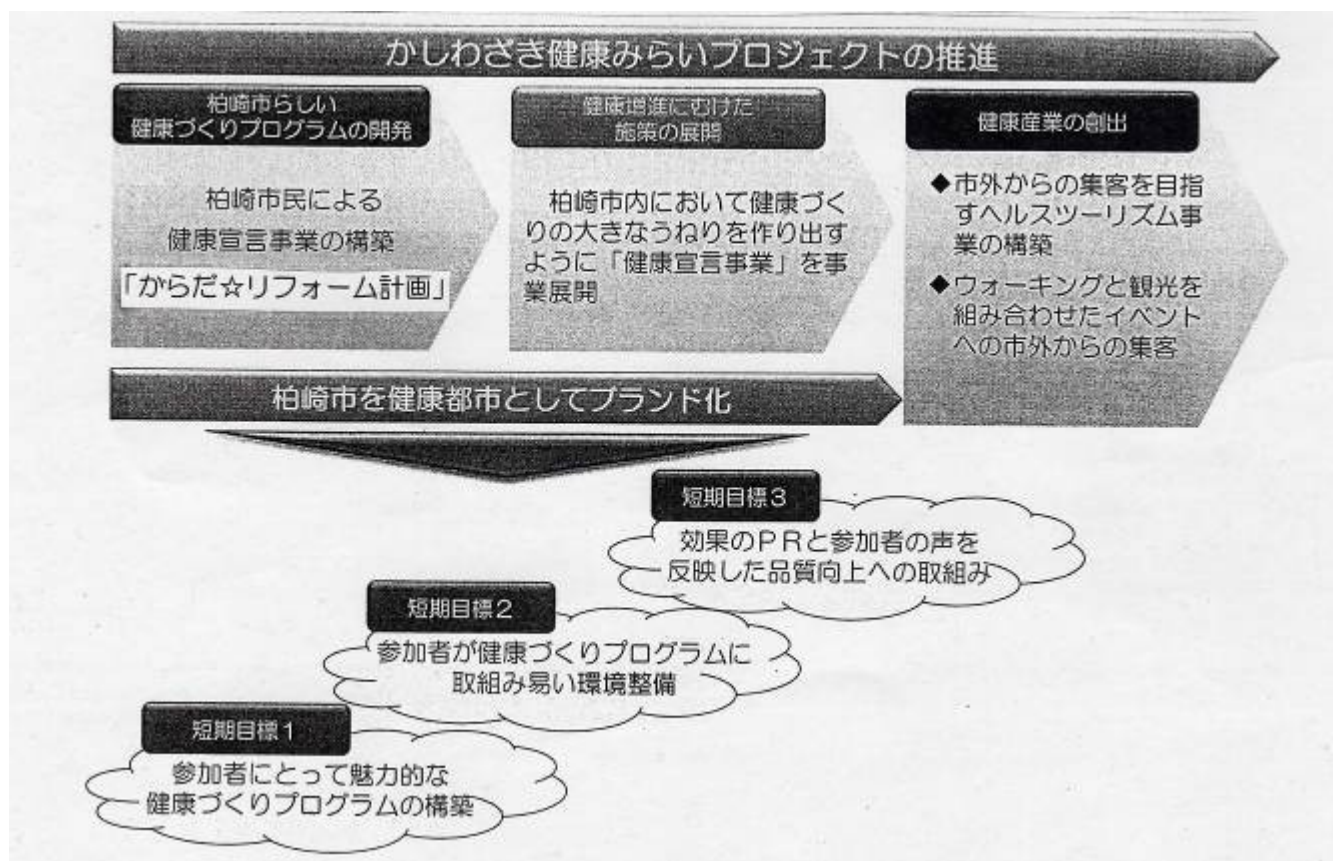 かしわざき健康みらいプロジェクトの推進
柏崎市らしい
健康づくりプログラムの開発
柏崎市民による
健康宣言事業の構築
「からだ☆リフォーム計画」
健康増進にむけた
施策の展開
柏崎市内において健康づく
りの大きなうねりを作り出す
ように「健康宣言事業」を事
業展開
健康産業の創出
◆市外からの集客を目指
すヘルスツーリズム事
業の構築
◆ウォーキングと観光を
組み合わせたイベント
への市外からの集客
柏崎市を健康都市としてブランド化
短期目標3
効果のPRと参加者の声を
反映した品質向上への取組み
短期目標2
参加者が健康づくりプログラムに
取組み易い環境整備
短期目標1
参加者にとって魅力的な
健康づくりプログラムの構築